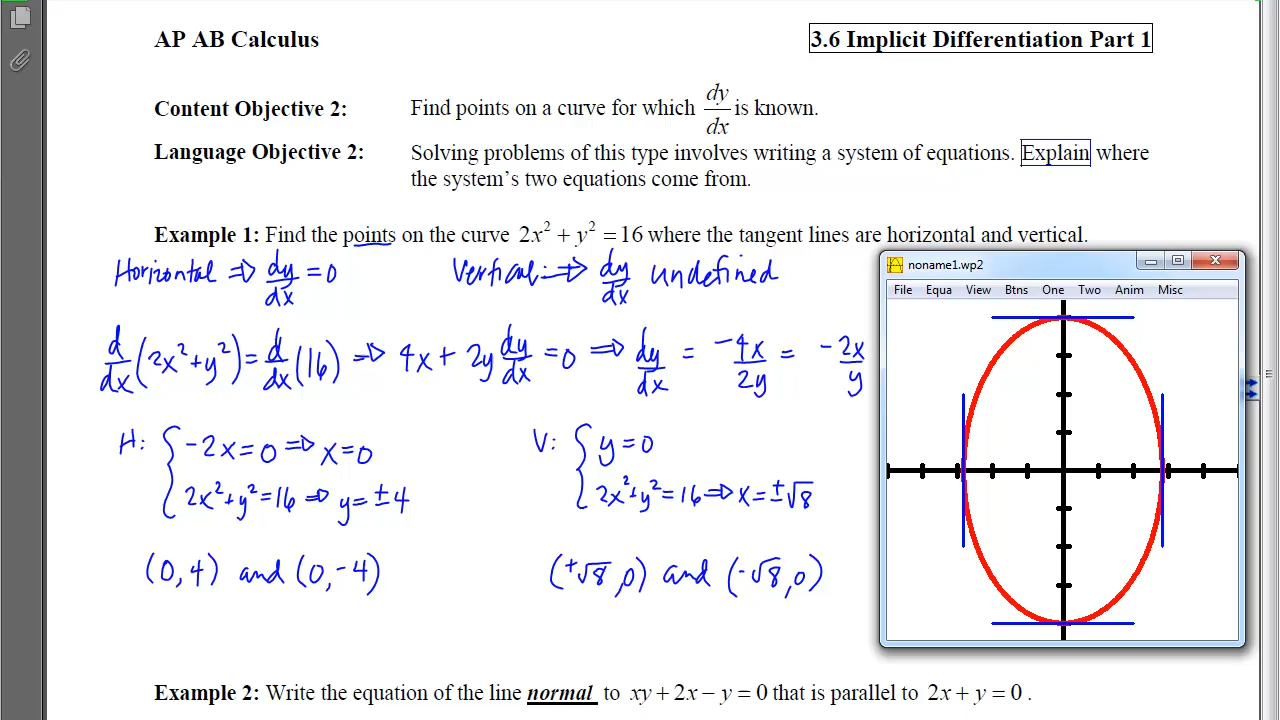 AP AB Calculus
3.6 Implicit Differentiation Part 1
Content Objective 2: Find points on a curve for which dy/dx is known.
Language Objective 2: Solving problems of this type involves writing a system of equations. Explain where
the system's two equations come from.
Example 1: Find the points on the curve 2x² + y² = 16 where the tangent lines are horizontal and vertical.
Horizontal ⇒ dy/dx = 0
Vertical ⇒ dy/dx undefined
noname1.wp2
File Equa View Btns One Two Anim Misc
d/dx (2x² + y²) = d/dx (16) ⇒ 4x + 2y dy/dx = 0 ⇒ dy/dx = -4x/2y = -2x/y
H: { -2x = 0 ⇒ x = 0
2x² + y² = 16 ⇒ y = ±4
V: { y = 0
2x² + y² = 16 ⇒ x = ±√8
(0, 4) and (0, -4)
(+√8, 0) and (-√8, 0)
Example 2: Write the equation of the line normal to xy + 2x − y = 0 that is parallel to 2x + y = 0 .